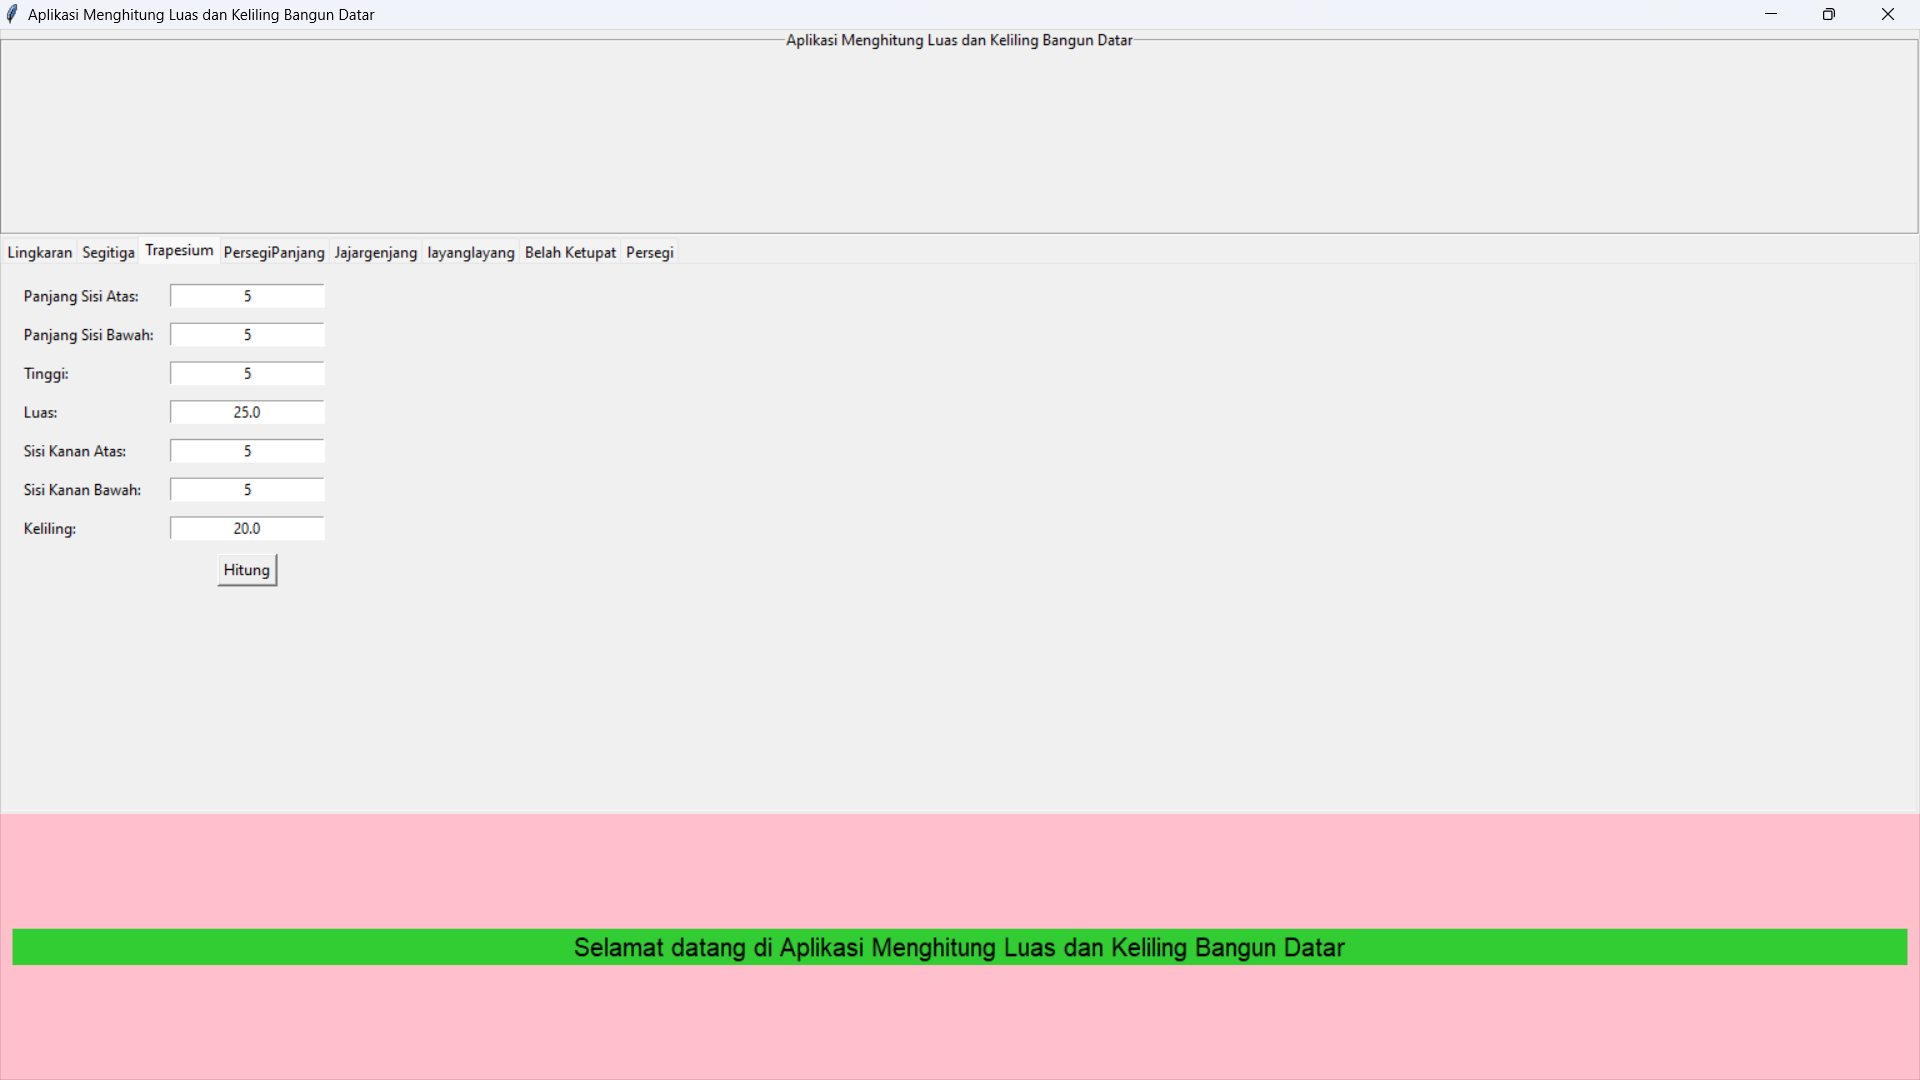 Aplikasi Menghitung Luas dan Keliling Bangun Datar
Aplikasi Menghitung Luas dan Keliling Bangun Datar
Lingkaran Segitiga Trapesium PersegiPanjang Jajargenjang layanglayang Belah Ketupat Persegi
Panjang Sisi Atas: 5
Panjang Sisi Bawah: 5
Tinggi: 5
Luas: 25.0
Sisi Kanan Atas: 5
Sisi Kanan Bawah: 5
Keliling: 20.0
Hitung
Selamat datang di Aplikasi Menghitung Luas dan Keliling Bangun Datar